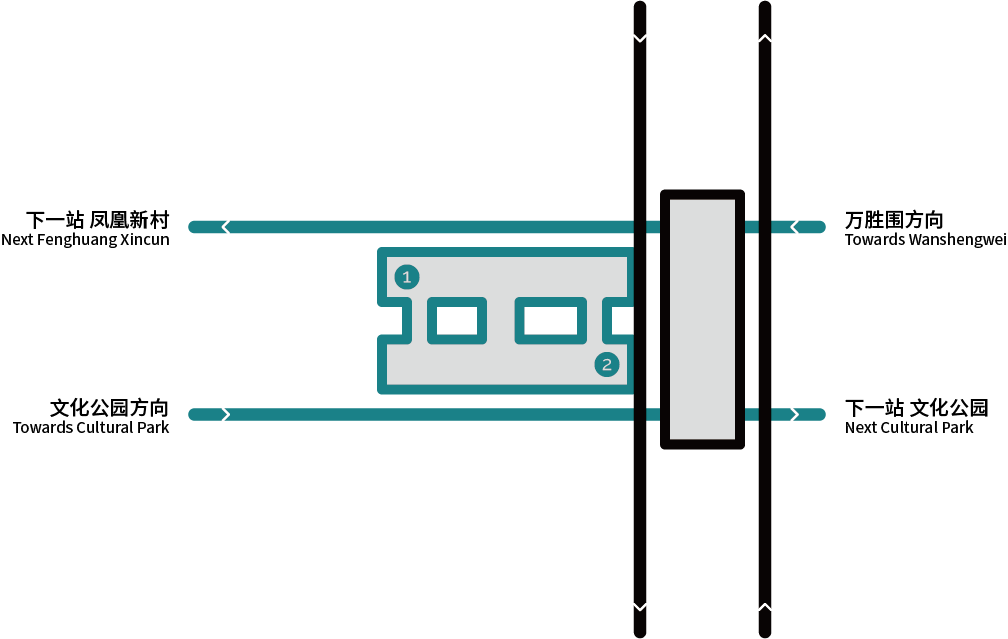 下一站 凤凰新村
Next Fenghuang Xincun
万胜围方向
Towards Wanshengwei
1
2
文化公园方向
Towards Cultural Park
下一站 文化公园
Next Cultural Park